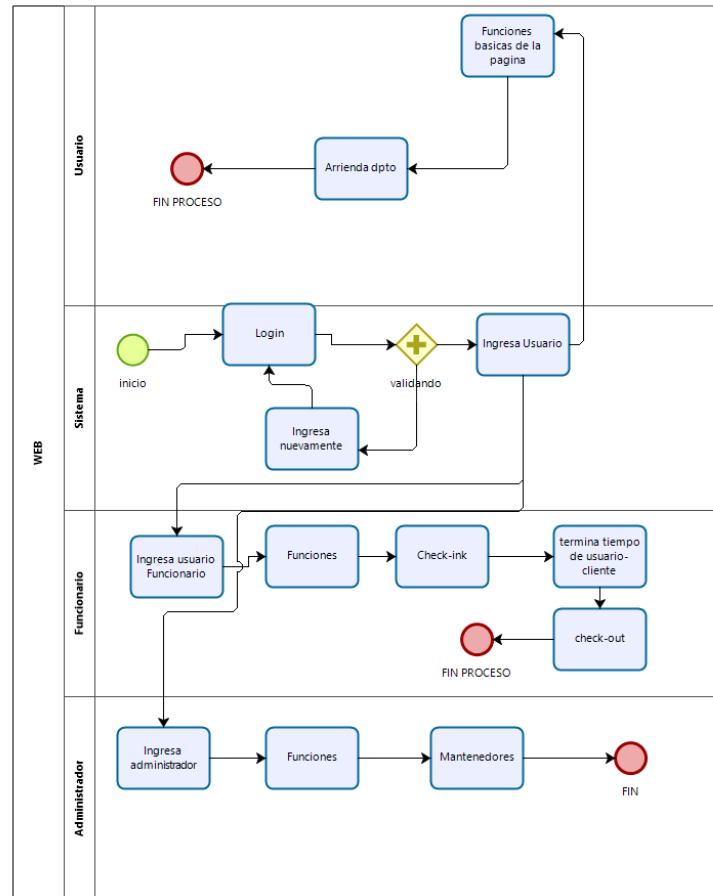 WEB
Usuario
Funciones
basicas de la
pagina
Arrienda dpto
FIN PROCESO
Sistema
inicio
Login
validando
Ingresa Usuario
Ingresa
nuevamente
Funcionario
Ingresa usuario
Funcionario
Funciones
Check-ink
termina tiempo
de usuario-
cliente
check-out
FIN PROCESO
Administrador
Ingresa
administrador
Funciones
Mantenedores
FIN